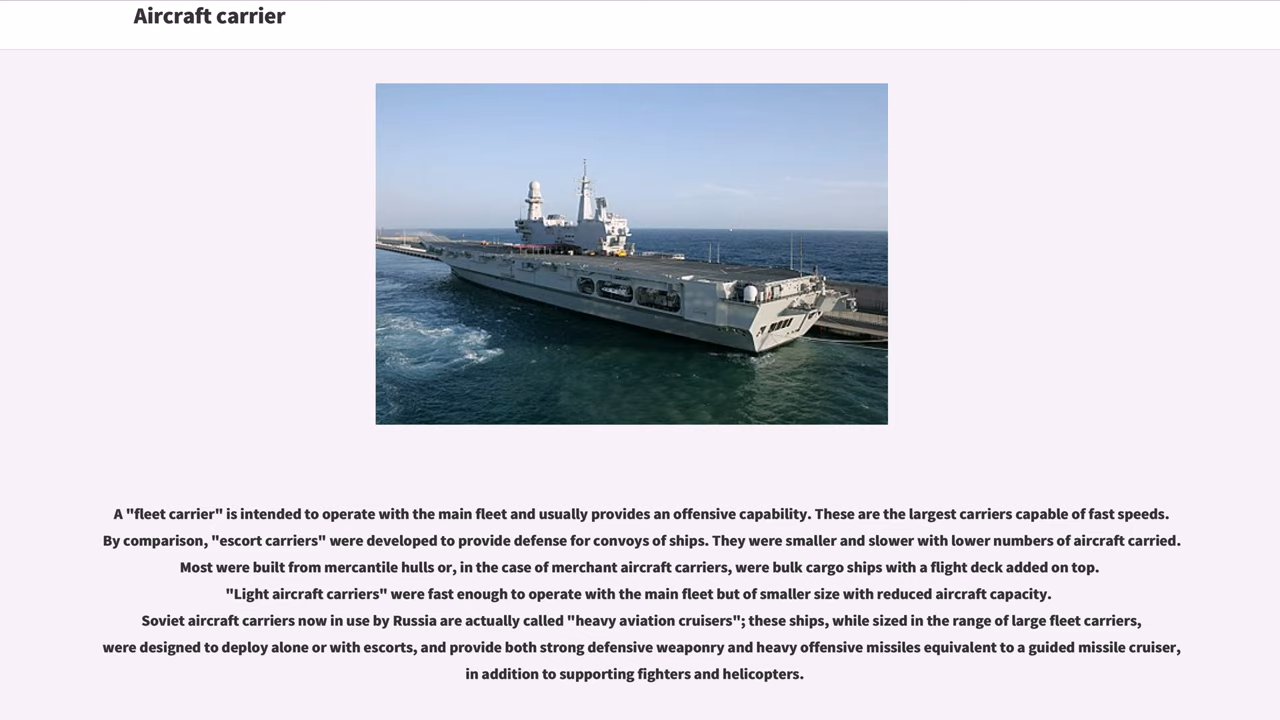 Aircraft carrier
A "fleet carrier" is intended to operate with the main fleet and usually provides an offensive capability. These are the largest carriers capable of fast speeds.
By comparison, "escort carriers" were developed to provide defense for convoys of ships. They were smaller and slower with lower numbers of aircraft carried.
Most were built from mercantile hulls or, in the case of merchant aircraft carriers, were bulk cargo ships with a flight deck added on top.
"Light aircraft carriers" were fast enough to operate with the main fleet but of smaller size with reduced aircraft capacity.
Soviet aircraft carriers now in use by Russia are actually called "heavy aviation cruisers"; these ships, while sized in the range of large fleet carriers,
were designed to deploy alone or with escorts, and provide both strong defensive weaponry and heavy offensive missiles equivalent to a guided missile cruiser,
in addition to supporting fighters and helicopters.